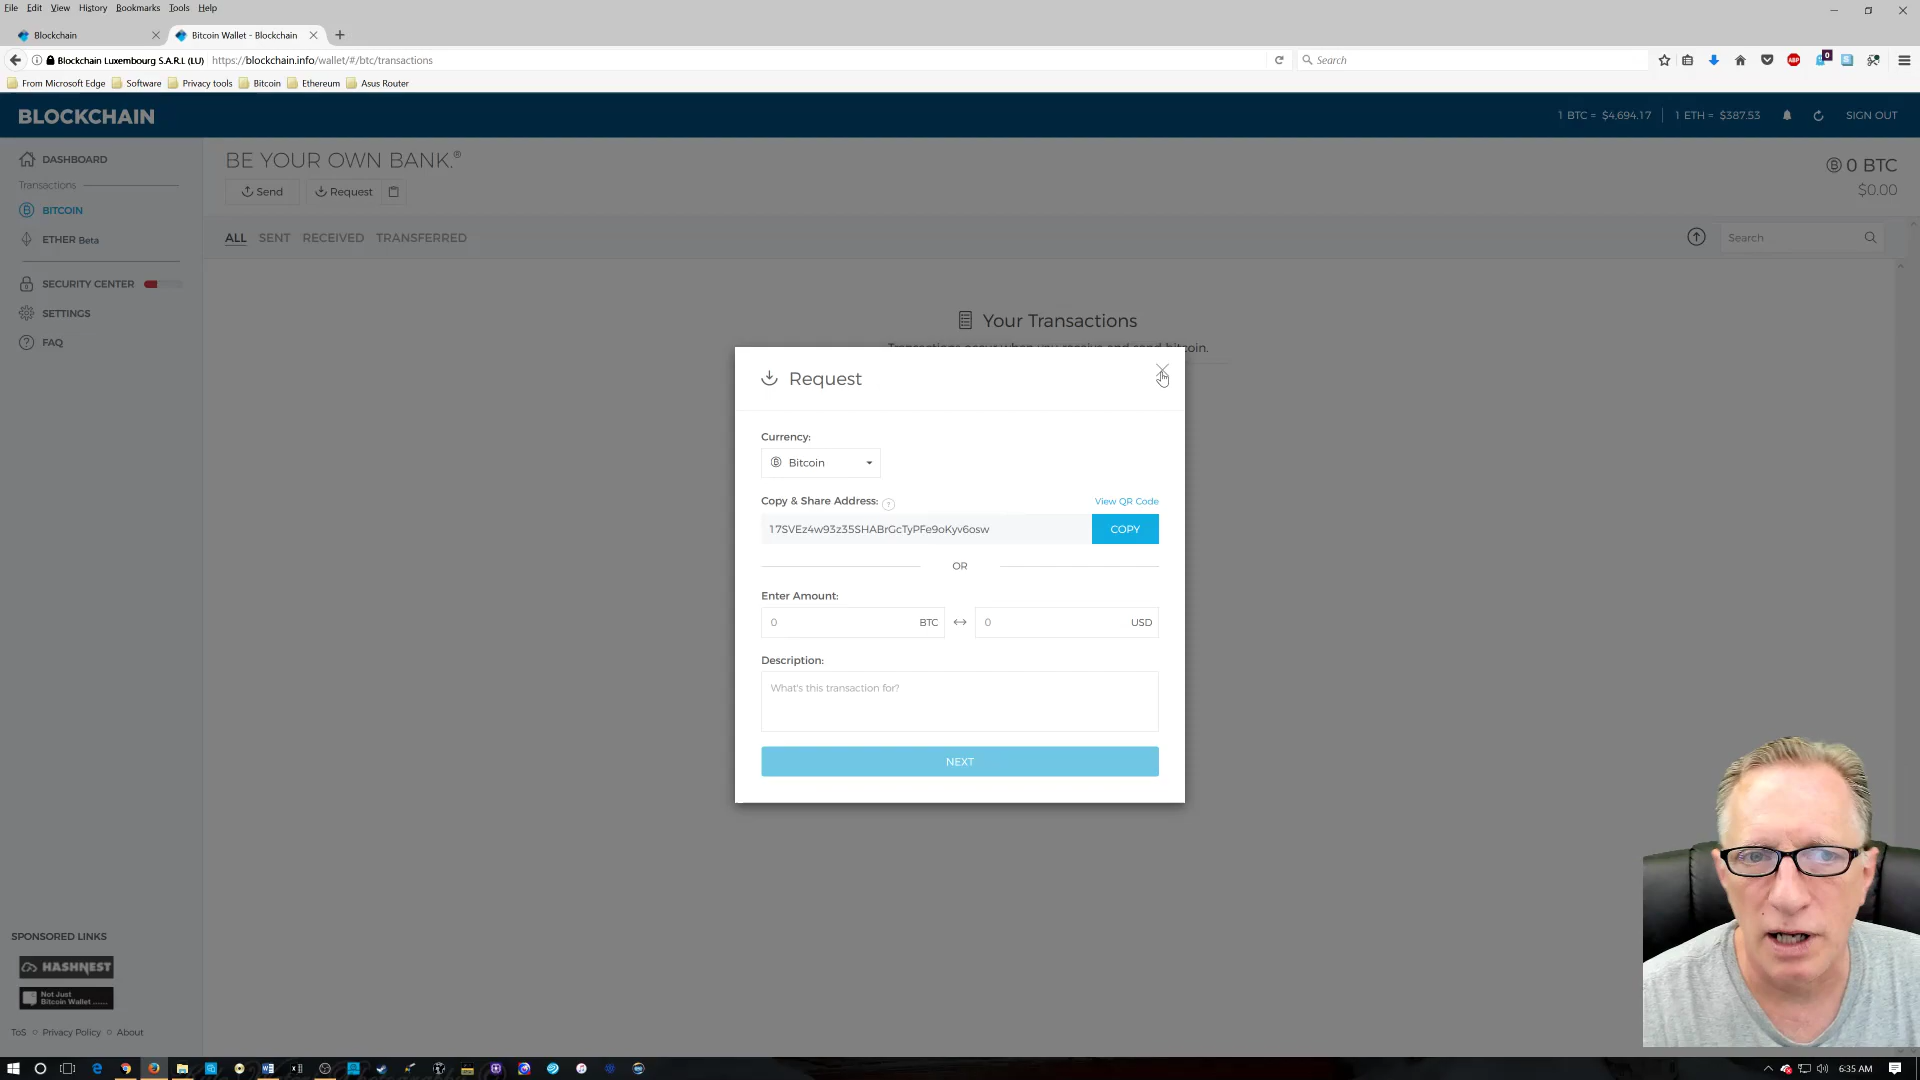 File Edit View History Bookmarks Tools Help
Blockchain
Bitcoin Wallet - Blockchain
Blockchain Luxembourg S.A.R.L (LU) https://blockchain.info/wallet/#/btc/transactions
Search
From Microsoft Edge Software Privacy tools Bitcoin Ethereum Asus Router
BLOCKCHAIN
1 BTC = $4,694.17 1 ETH = $387.53 SIGN OUT
DASHBOARD
Transactions
BITCOIN
ETHER Beta
SECURITY CENTER
SETTINGS
FAQ
BE YOUR OWN BANK.®
Send Request
0 BTC
$0.00
ALL SENT RECEIVED TRANSFERRED
Search
Your Transactions
Transactions occur when you receive and send bitcoin.
Request
Currency:
Bitcoin
Copy & Share Address: ?
View QR Code
17SVEz4w93z35SHABrGcTyPFe9oKyv6osw
COPY
OR
Enter Amount:
0 BTC
0 USD
Description:
What's this transaction for?
NEXT
SPONSORED LINKS
HASHNEST
Not Just
Bitcoin Wallet ......
ToS Privacy Policy About
6:35 AM